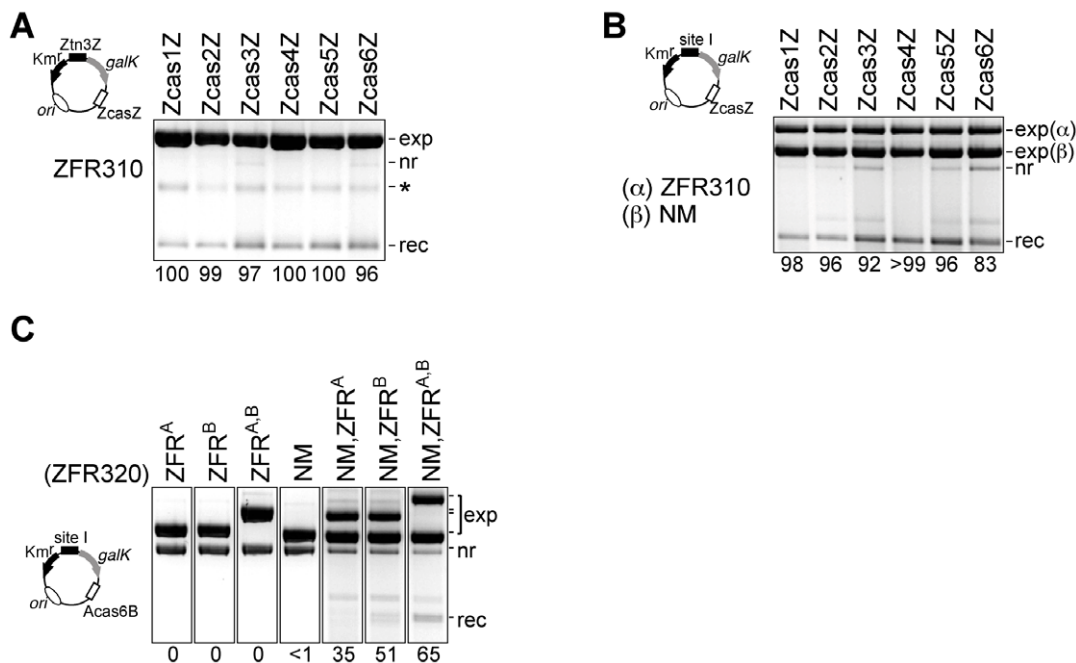 A
Ztn3Z
Kmr
galK
ori
ZcasZ
ZFR310
Zcas1Z Zcas2Z Zcas3Z Zcas4Z Zcas5Z Zcas6Z
exp
nr
*
rec
100 99 97 100 100 96
B
site I
Kmr
galK
ori
ZcasZ
(α) ZFR310
(β) NM
Zcas1Z Zcas2Z Zcas3Z Zcas4Z Zcas5Z Zcas6Z
exp(α)
exp(β)
nr
rec
98 96 92 >99 96 83
C
(ZFR320)
ZFRᴬ ZFRᴮ ZFRᴬ,ᴮ NM NM,ZFRᴬ NM,ZFRᴮ NM,ZFRᴬ,ᴮ
site I
Kmr
galK
ori
Acas6B
exp
nr
rec
0 0 0 <1 35 51 65